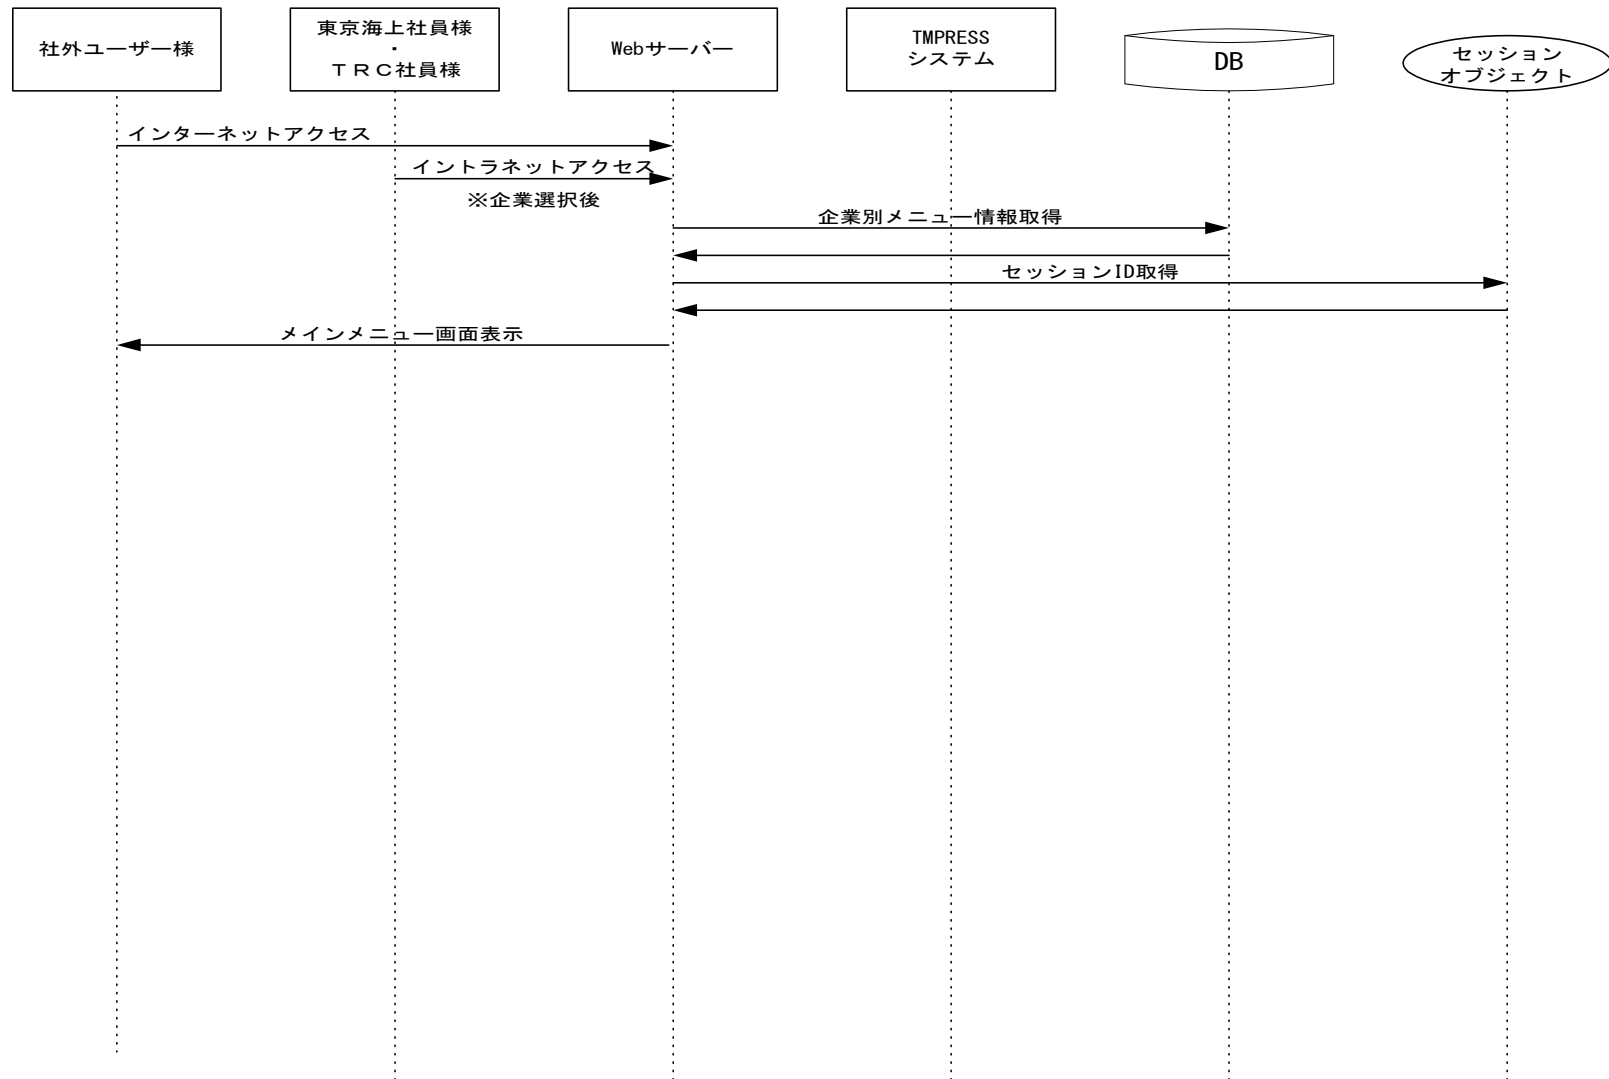 社外ユーザー様
東京海上社員様
・
ＴＲＣ社員様
Webサーバー
TMPRESS
システム
DB
セッション
オブジェクト
インターネットアクセス
イントラネットアクセス
※企業選択後
企業別メニュー情報取得
セッションID取得
メインメニュー画面表示